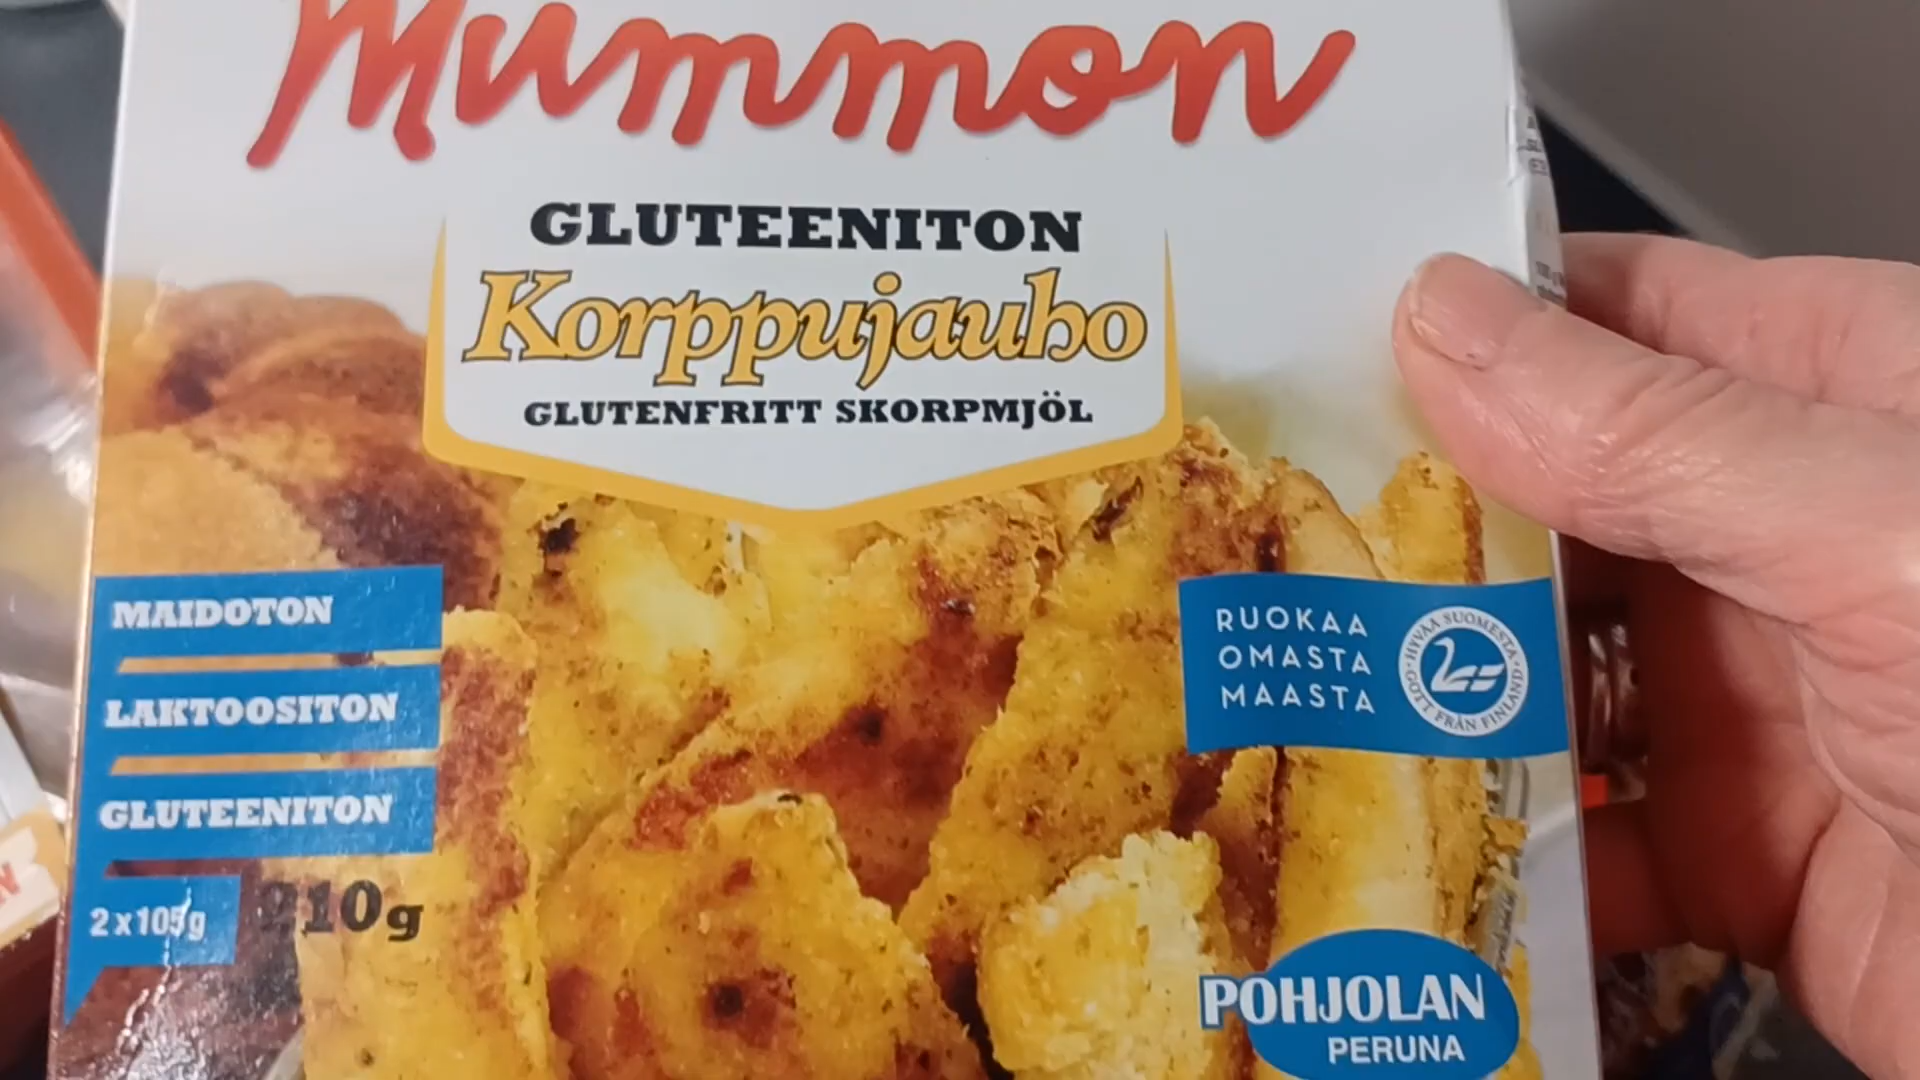 Mummon
GLUTEENITON
Korppujauho
GLUTENFRITT SKORPMJÖL
MAIDOTON
LAKTOOSITON
GLUTEENITON
2 x 105g
210g
RUOKAA
OMASTA
MAASTA
HYVÄÄ SUOMESTA
GOTT FRÅN FINLAND
POHJOLAN
PERUNA